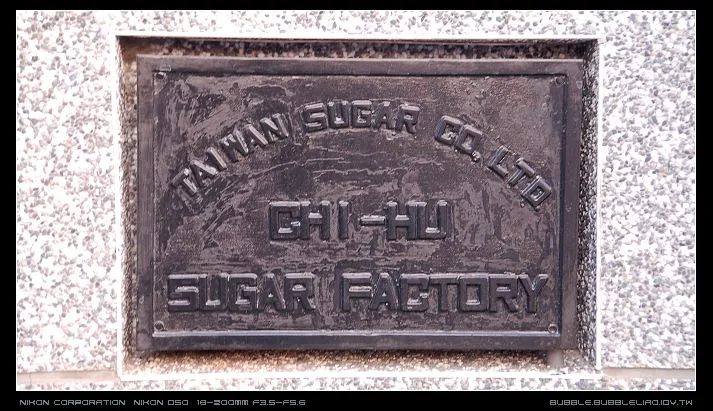 TAIWAN SUGAR CO., LTD
CHI-HU
SUGAR FACTORY
NIKON CORPORATION NIKON D50 18-200MM F3.5-F5.6
BUBBLE.BUBBLELIAO.IDV.TW